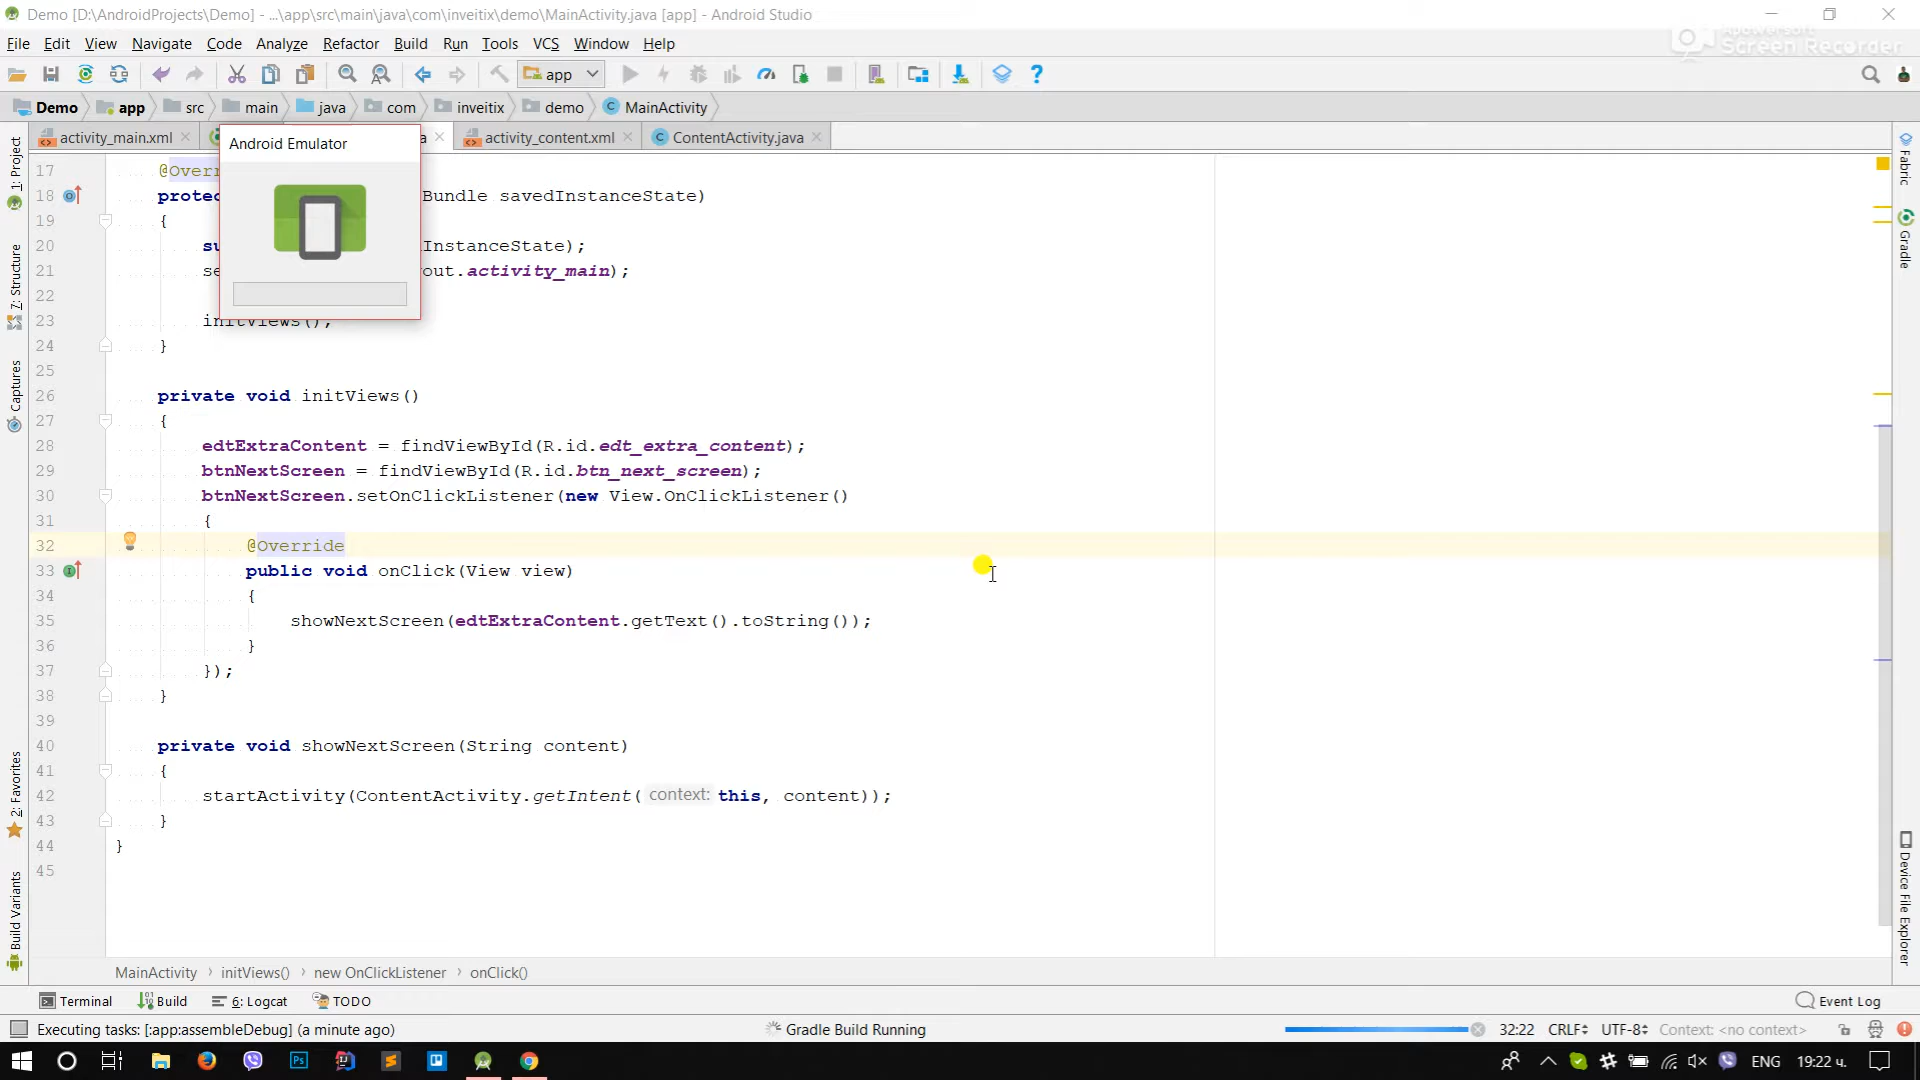 Demo [D:\AndroidProjects\Demo] - ...\app\src\main\java\com\inveitix\demo\MainActivity.java [app] - Android Studio
File Edit View Navigate Code Analyze Refactor Build Run Tools VCS Window Help
Apowersoft
Screen Recorder
app
Demo app src main java com inveitix demo MainActivity
activity_main.xml a activity_content.xml ContentActivity.java
Android Emulator
17 @Overr
18 protec Bundle savedInstanceState)
19 {
20 su InstanceState);
21 se out.activity_main);
22
23 initViews();
24 }
25
26 private void initViews()
27 {
28 edtExtraContent = findViewById(R.id.edt_extra_content);
29 btnNextScreen = findViewById(R.id.btn_next_screen);
30 btnNextScreen.setOnClickListener(new View.OnClickListener()
31 {
32 @Override
33 public void onClick(View view)
34 {
35 showNextScreen(edtExtraContent.getText().toString());
36 }
37 });
38 }
39
40 private void showNextScreen(String content)
41 {
42 startActivity(ContentActivity.getIntent( context: this, content));
43 }
44 }
45
1: Project
7: Structure
Captures
2: Favorites
Build Variants
Fabric
Gradle
Device File Explorer
MainActivity › initViews() › new OnClickListener › onClick()
Terminal Build 6: Logcat TODO Event Log
Executing tasks: [:app:assembleDebug] (a minute ago) Gradle Build Running 32:22 CRLF UTF-8 Context: <no context>
Ps
ENG 19:22 ч.